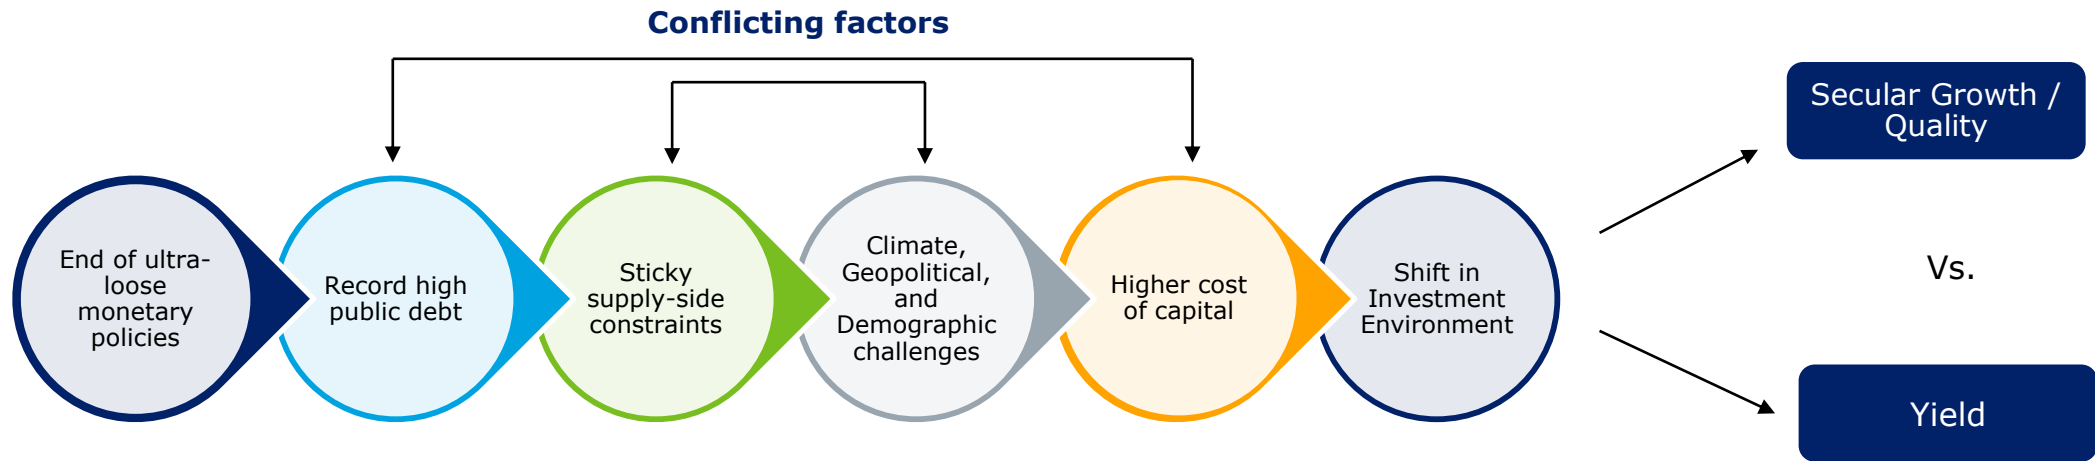 Conflicting factors
End of ultra-
loose
monetary
policies
Record high
public debt
Sticky
supply-side
constraints
Climate,
Geopolitical,
and
Demographic
challenges
Higher cost
of capital
Shift in
Investment
Environment
Secular Growth /
Quality
Vs.
Yield